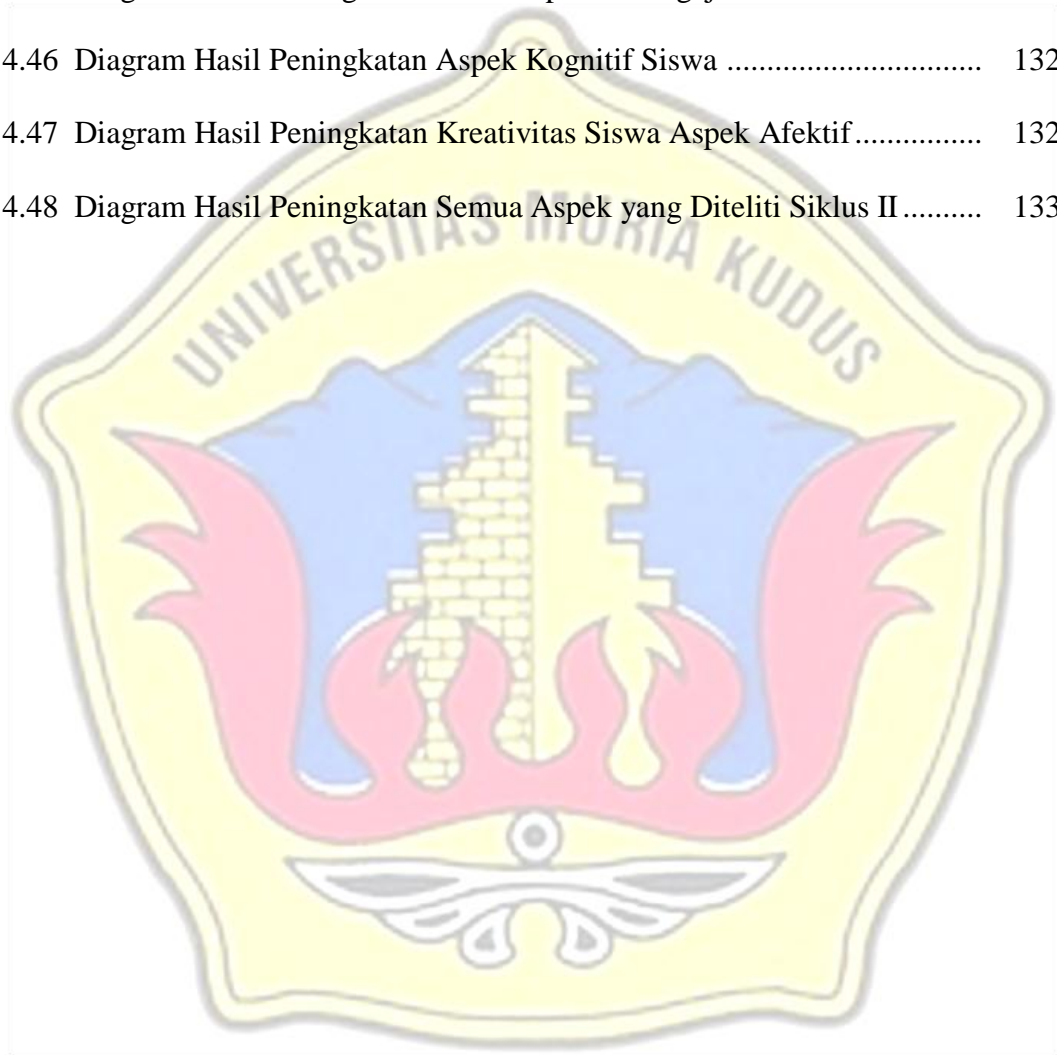 4.46 Diagram Hasil Peningkatan Aspek Kognitif Siswa .............................. 132
4.47 Diagram Hasil Peningkatan Kreativitas Siswa Aspek Afektif ............... 132
4.48 Diagram Hasil Peningkatan Semua Aspek yang Diteliti Siklus II .......... 133
UNIVERSITAS MURIA KUDUS